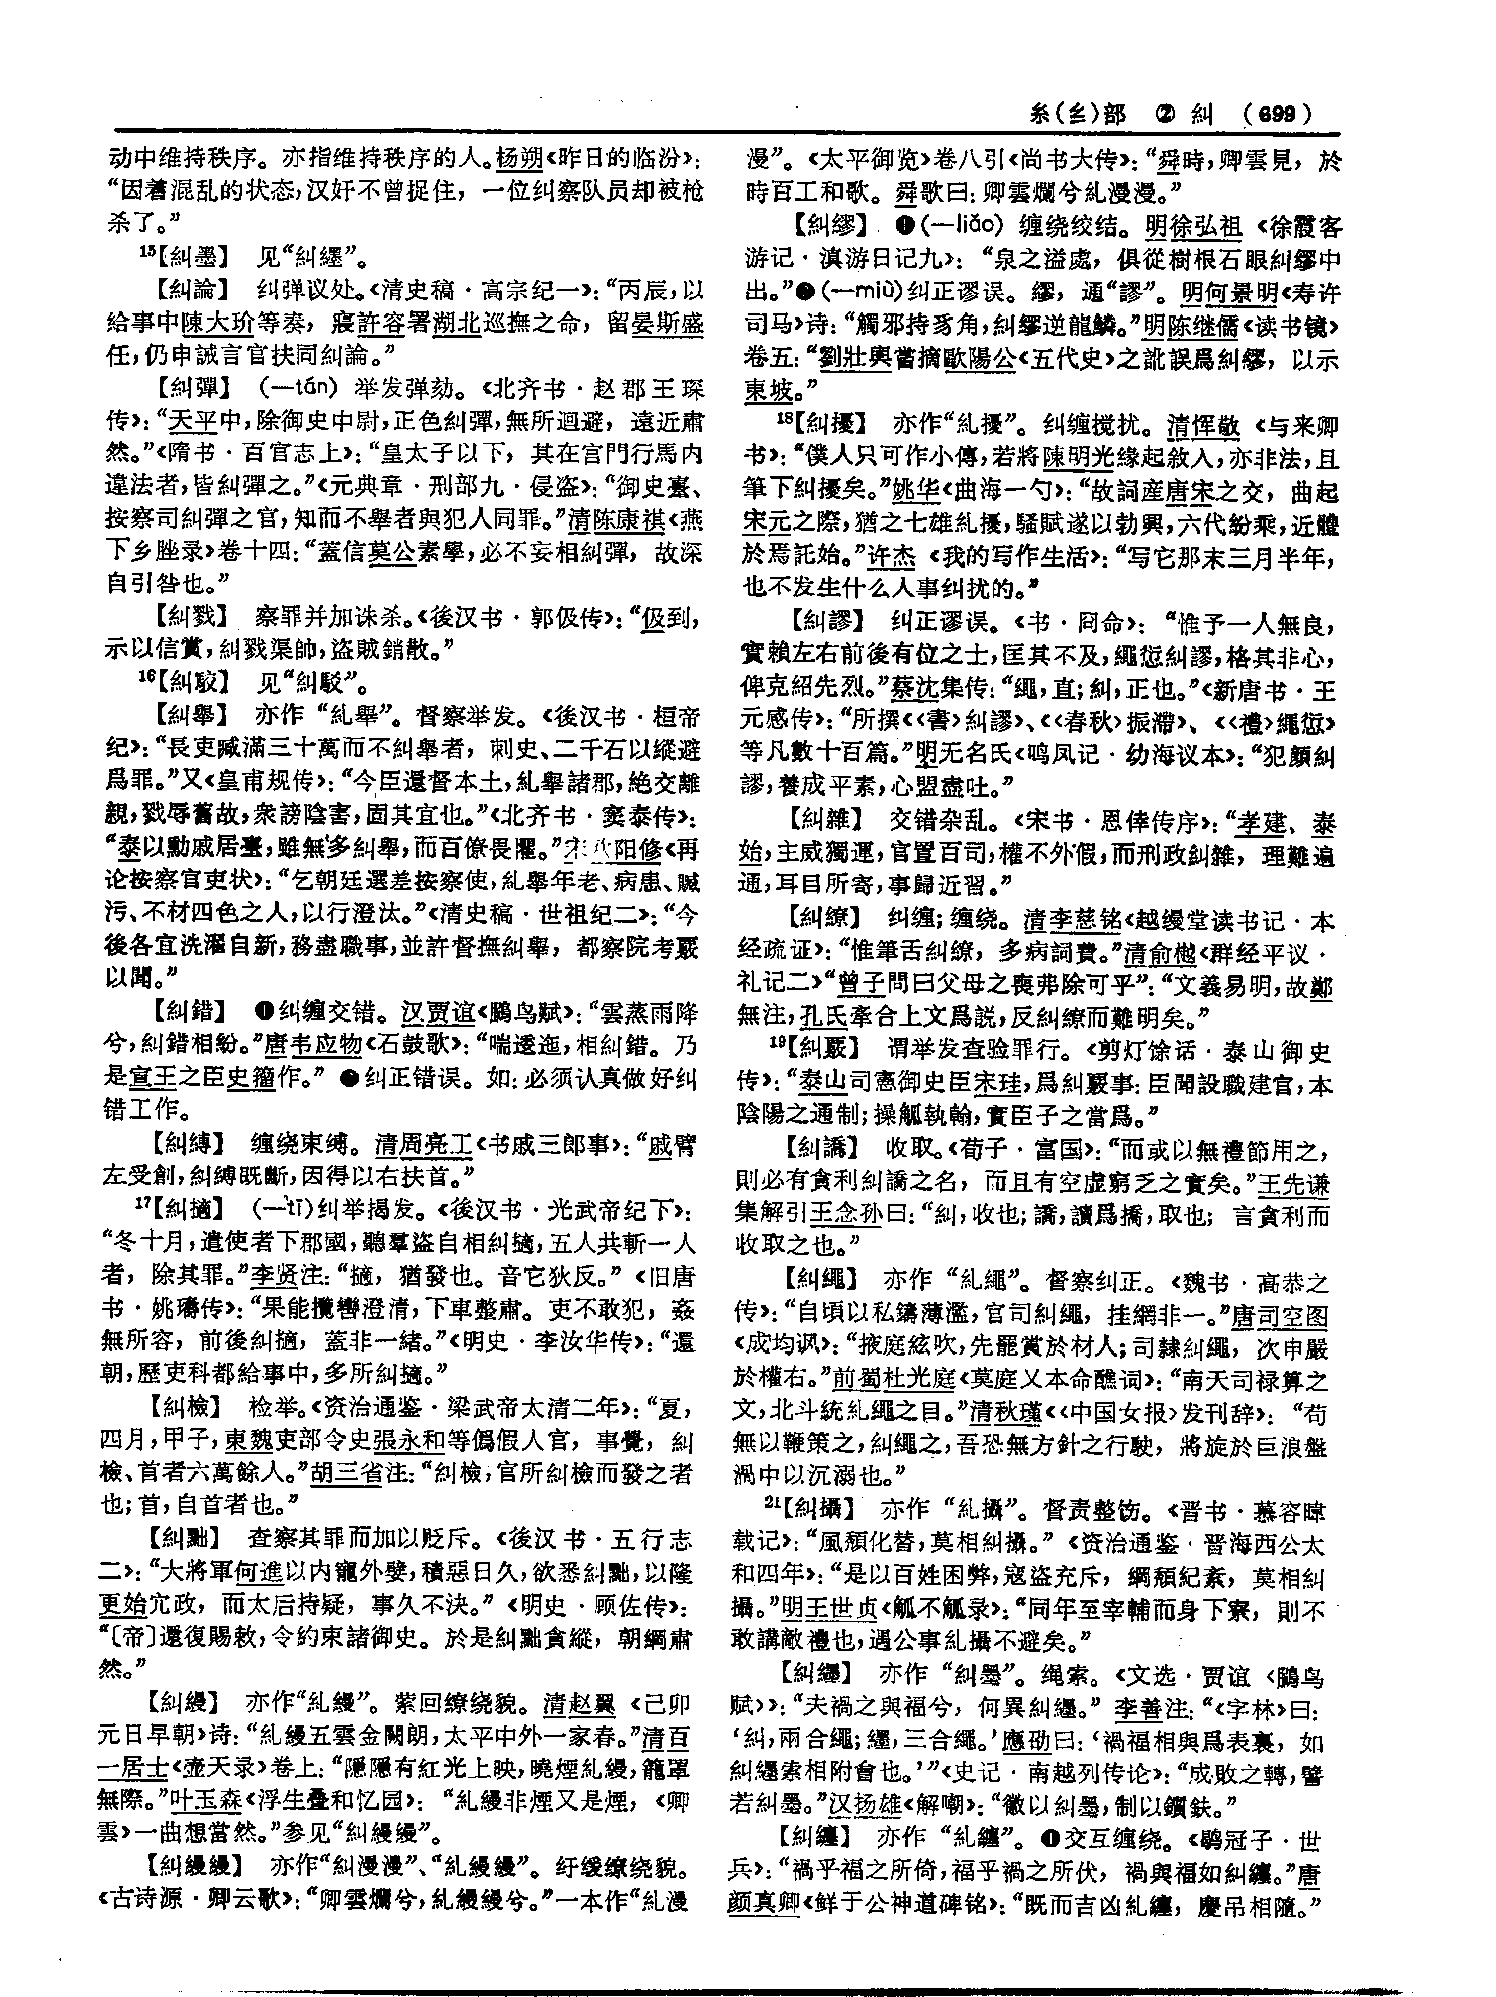 糸(糹)部 ② 糾 (699)
动中维持秩序。亦指维持秩序的人。杨朔《昨日的临汾》：
“因着混乱的状态，汉奸不曾捉住，一位纠察队员却被枪
杀了。”
15【糾墨】 见“糾纆”。
【糾論】 纠弹议处。《清史稿·高宗纪一》：“丙辰，以
給事中陳大玠等奏，寢許容署湖北巡撫之命，留晏斯盛
任，仍申誡言官扶同糾論。”
【糾彈】 (—tán) 举发弹劾。《北齐书·赵郡王琛
传》：“天平中，除御史中尉，正色糾彈，無所迴避，遠近肅
然。”《隋书·百官志上》：“皇太子以下，其在宫門行馬内
違法者，皆糾彈之。”《元典章·刑部九·侵盗》：“御史臺、
按察司糾彈之官，知而不舉者與犯人同罪。”清陈康祺《燕
下乡脞录》卷十四：“蓋信莫公素學，必不妄相糾彈，故深
自引咎也。”
【糾戮】 察罪并加诛杀。《後汉书·郭伋传》：“伋到，
示以信賞，糾戮渠帥，盜賊銷散。”
16【糾駮】 见“糾駁”。
【糾舉】 亦作“糺舉”。督察举发。《後汉书·桓帝
纪》：“長吏臧滿三十萬而不糾舉者，刺史、二千石以縱避
爲罪。”又《皇甫规传》：“今臣還督本土，糺舉諸郡，絶交離
親，戮辱舊故，衆謗陰害，固其宜也。”《北齐书·窦泰传》：
“泰以勳戚居臺，雖無多糾舉，而百僚畏懼。”宋欧阳修《再
论按察官吏状》：“乞朝廷選差按察使，糺舉年老、病患、贓
污、不材四色之人，以行澄汰。”《清史稿·世祖纪二》：“今
後各宜洗濯自新，務盡職事，並許督撫糾舉，都察院考覈
以聞。”
【糾錯】 ❶纠缠交错。汉贾谊《鵩鸟赋》：“雲蒸雨降
兮，糾錯相紛。”唐韦应物《石鼓歌》：“喘逶迤，相糾錯。乃
是宣王之臣史籀作。” ❷纠正错误。如：必须认真做好纠
错工作。
【糾縛】 缠绕束缚。清周亮工《书戚三郎事》：“戚臂
左受創，糾縛既斷，因得以右扶首。”
17【糾擿】 (—tī)纠举揭发。《後汉书·光武帝纪下》：
“冬十月，遣使者下郡國，聽羣盜自相糾擿，五人共斬一人
者，除其罪。”李贤注：“擿，猶發也。音它狄反。”《旧唐
书·姚璹传》：“果能攬轡澄清，下車整肅。吏不敢犯，姦
無所容，前後糾擿，蓋非一緒。”《明史·李汝华传》：“還
朝，歷吏科都給事中，多所糾擿。”
【糾檢】 检举。《资治通鉴·梁武帝太清二年》：“夏，
四月，甲子，東魏吏部令史張永和等僞假人官，事覺，糾
檢、首者六萬餘人。”胡三省注：“糾檢，官所糾檢而發之者
也；首，自首者也。”
【糾黜】 查察其罪而加以贬斥。《後汉书·五行志
二》：“大將軍何進以内寵外嬖，積惡日久，欲悉糾黜，以隆
更始宂政，而太后持疑，事久不決。”《明史·顾佐传》：
“〔帝〕還復賜敕，令約束諸御史。於是糾黜貪縱，朝綱肅
然。”
【糾縵】 亦作“糺縵”。萦回缭绕貌。清赵翼《己卯
元日早朝》诗：“糺縵五雲金闕朗，太平中外一家春。”清百
一居士《壶天录》卷上：“隱隱有紅光上映，曉煙糺縵，籠罩
無際。”叶玉森《浮生叠和忆园》：“糺縵非煙又是煙，《卿
雲》一曲想當然。”参见“糾縵縵”。
【糾縵縵】 亦作“糾漫漫”、“糺縵縵”。纡缓缭绕貌。
《古诗源·卿云歌》：“卿雲爛兮，糺縵縵兮。”一本作“糺漫
漫”。《太平御览》卷八引《尚书大传》：“舜時，卿雲見，於
時百工和歌。舜歌曰：卿雲爛兮糺漫漫。”
【糾繆】 ❶(—liǎo) 缠绕绞结。明徐弘祖《徐霞客
游记·滇游日记九》：“泉之溢處，俱從樹根石眼糾繆中
出。”❷(—miù)纠正谬误。繆，通“謬”。明何景明《寿许
司马》诗：“觸邪持豸角，糾繆逆龍鱗。”明陈继儒《读书镜》
卷五：“劉壯輿嘗摘歐陽公《五代史》之訛誤爲糾繆，以示
東坡。”
18【糾擾】 亦作“糺擾”。纠缠搅扰。清恽敬《与来卿
书》：“僕人只可作小傳，若將陳明光緣起敘入，亦非法，且
筆下糾擾矣。”姚华《曲海一勺》：“故詞産唐宋之交，曲起
宋元之際，猶之七雄糺擾，騷賦遂以勃興，六代紛乘，近體
於焉託始。”许杰《我的写作生活》：“写它那末三月半年，
也不发生什么人事纠扰的。”
【糾謬】 纠正谬误。《书·冏命》：“惟予一人無良，
實賴左右前後有位之士，匡其不及，繩愆糾謬，格其非心，
俾克紹先烈。”蔡沈集传：“繩，直；糾，正也。”《新唐书·王
元感传》：“所撰《〈書〉糾謬》、《〈春秋〉振滯》、《〈禮〉繩愆》
等凡數十百篇。”明无名氏《鸣凤记·幼海议本》：“犯顏糾
謬，養成平素，心盟盡吐。”
【糾雜】 交错杂乱。《宋书·恩倖传序》：“孝建、泰
始，主威獨運，官置百司，權不外假，而刑政糾雜，理難遍
通，耳目所寄，事歸近習。”
【糾繚】 纠缠；缠绕。清李慈铭《越缦堂读书记·本
经疏证》：“惟筆舌糾繚，多病詞費。”清俞樾《群经平议·
礼记二》“曾子問曰父母之喪弗除可乎”：“文義易明，故鄭
無注，孔氏牽合上文爲説，反糾繚而難明矣。”
19【糾覈】 谓举发查验罪行。《剪灯馀话·泰山御史
传》：“泰山司憲御史臣宋珪，爲糾覈事：臣聞設職建官，本
陰陽之通制；操觚執翰，實臣子之當爲。”
【糾譑】 收取。《荀子·富国》：“而或以無禮節用之，
則必有貪利糾譑之名，而且有空虚窮乏之實矣。”王先谦
集解引王念孙曰：“糾，收也；譑，讀爲撟，取也；言貪利而
收取之也。”
【糾繩】 亦作“糺繩”。督察纠正。《魏书·高恭之
传》：“自頃以私鑄薄濫，官司糾繩，挂網非一。”唐司空图
《成均讽》：“掖庭絃吹，先罷賞於材人；司隸糾繩，次申嚴
於權右。”前蜀杜光庭《莫庭乂本命醮词》：“南天司禄算之
文，北斗統糺繩之目。”清秋瑾《〈中国女报〉发刊辞》：“苟
無以鞭策之，糾繩之，吾恐無方針之行駛，將旋於巨浪盤
渦中以沉溺也。”
21【糾攝】 亦作“糺攝”。督责整饬。《晋书·慕容暐
载记》：“風頹化替，莫相糾攝。”《资治通鉴·晋海西公太
和四年》：“是以百姓困弊，寇盜充斥，綱頹紀紊，莫相糾
攝。”明王世贞《觚不觚录》：“同年至宰輔而身下寮，則不
敢講敵禮也，遇公事糺攝不避矣。”
【糾纆】 亦作“糾墨”。绳索。《文选·贾谊〈鵩鸟
赋〉》：“夫禍之與福兮，何異糾纆。”李善注：“《字林》曰：
‘糾，兩合繩；纆，三合繩。’應劭曰：‘禍福相與爲表裏，如
糾纆索相附會也。’”《史记·南越列传论》：“成敗之轉，譬
若糾墨。”汉扬雄《解嘲》：“徽以糾墨，制以鑕鈇。”
【糾纏】 亦作“糺纏”。❶交互缠绕。《鹖冠子·世
兵》：“禍乎福之所倚，福乎禍之所伏，禍與福如糾纏。”唐
颜真卿《鲜于公神道碑铭》：“既而吉凶糺纏，慶吊相隨。”